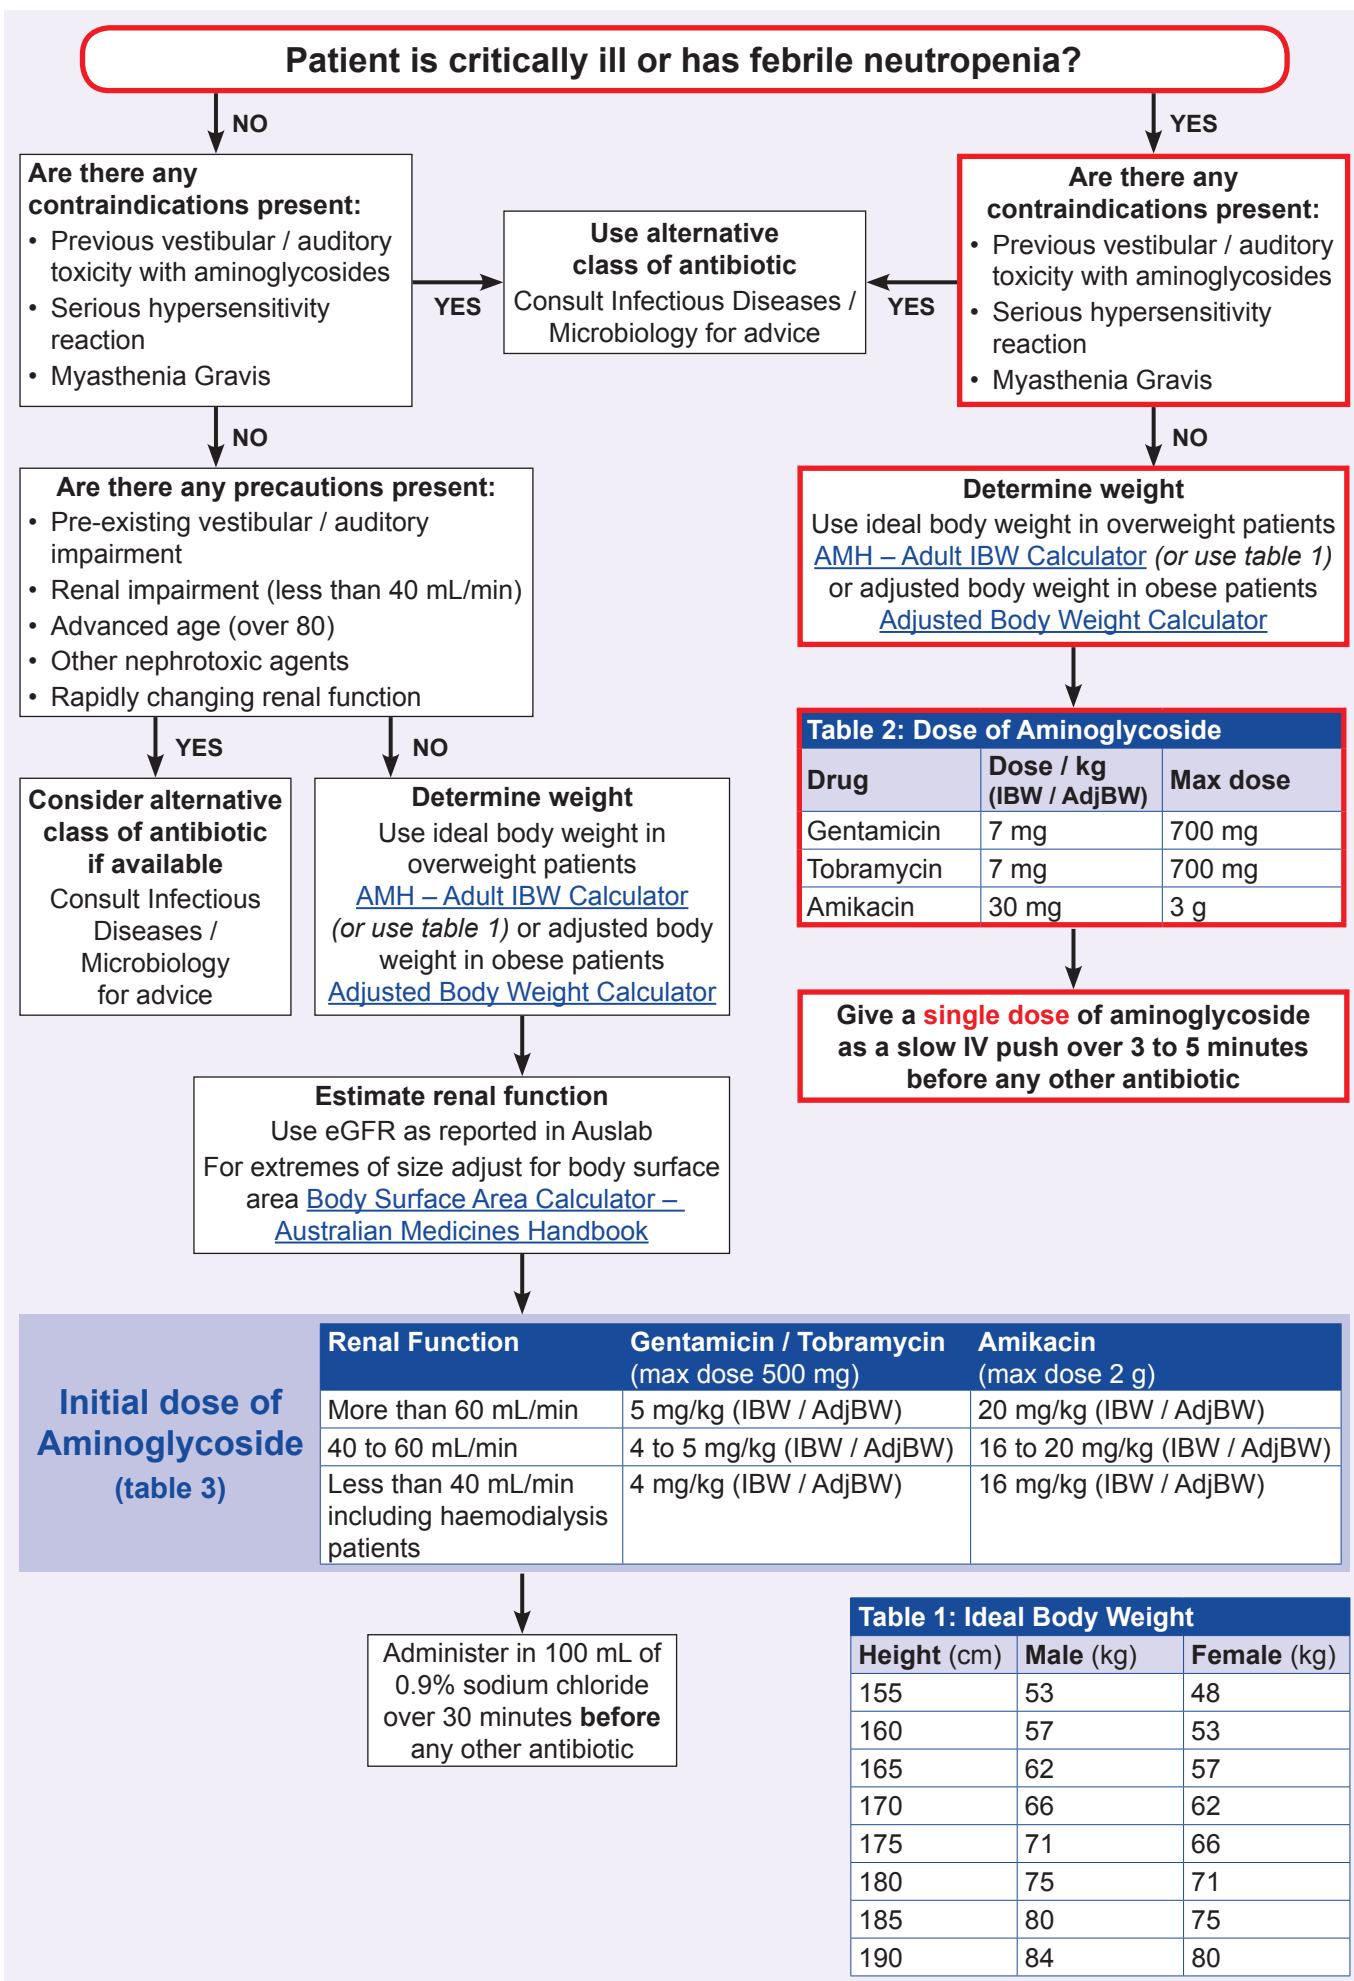 Patient is critically ill or has febrile neutropenia?
NO
YES
Are there any
contraindications present:
• Previous vestibular / auditory
toxicity with aminoglycosides
• Serious hypersensitivity
reaction
• Myasthenia Gravis
YES
Use alternative
class of antibiotic
Consult Infectious Diseases /
Microbiology for advice
YES
Are there any
contraindications present:
• Previous vestibular / auditory
toxicity with aminoglycosides
• Serious hypersensitivity
reaction
• Myasthenia Gravis
NO
Are there any precautions present:
• Pre-existing vestibular / auditory
impairment
• Renal impairment (less than 40 mL/min)
• Advanced age (over 80)
• Other nephrotoxic agents
• Rapidly changing renal function
YES
NO
Consider alternative
class of antibiotic
if available
Consult Infectious
Diseases /
Microbiology
for advice
Determine weight
Use ideal body weight in
overweight patients
AMH – Adult IBW Calculator
(or use table 1) or adjusted body
weight in obese patients
Adjusted Body Weight Calculator
Estimate renal function
Use eGFR as reported in Auslab
For extremes of size adjust for body surface
area Body Surface Area Calculator –
Australian Medicines Handbook
NO
Determine weight
Use ideal body weight in overweight patients
AMH – Adult IBW Calculator (or use table 1)
or adjusted body weight in obese patients
Adjusted Body Weight Calculator
Table 2: Dose of Aminoglycoside
Drug Dose / kg (IBW / AdjBW) Max dose
Gentamicin 7 mg 700 mg
Tobramycin 7 mg 700 mg
Amikacin 30 mg 3 g
Give a single dose of aminoglycoside
as a slow IV push over 3 to 5 minutes
before any other antibiotic
Initial dose of
Aminoglycoside
(table 3)
Renal Function Gentamicin / Tobramycin Amikacin
(max dose 500 mg) (max dose 2 g)
More than 60 mL/min 5 mg/kg (IBW / AdjBW) 20 mg/kg (IBW / AdjBW)
40 to 60 mL/min 4 to 5 mg/kg (IBW / AdjBW) 16 to 20 mg/kg (IBW / AdjBW)
Less than 40 mL/min 4 mg/kg (IBW / AdjBW) 16 mg/kg (IBW / AdjBW)
including haemodialysis
patients
Administer in 100 mL of
0.9% sodium chloride
over 30 minutes before
any other antibiotic
Table 1: Ideal Body Weight
Height (cm) Male (kg) Female (kg)
155 53 48
160 57 53
165 62 57
170 66 62
175 71 66
180 75 71
185 80 75
190 84 80